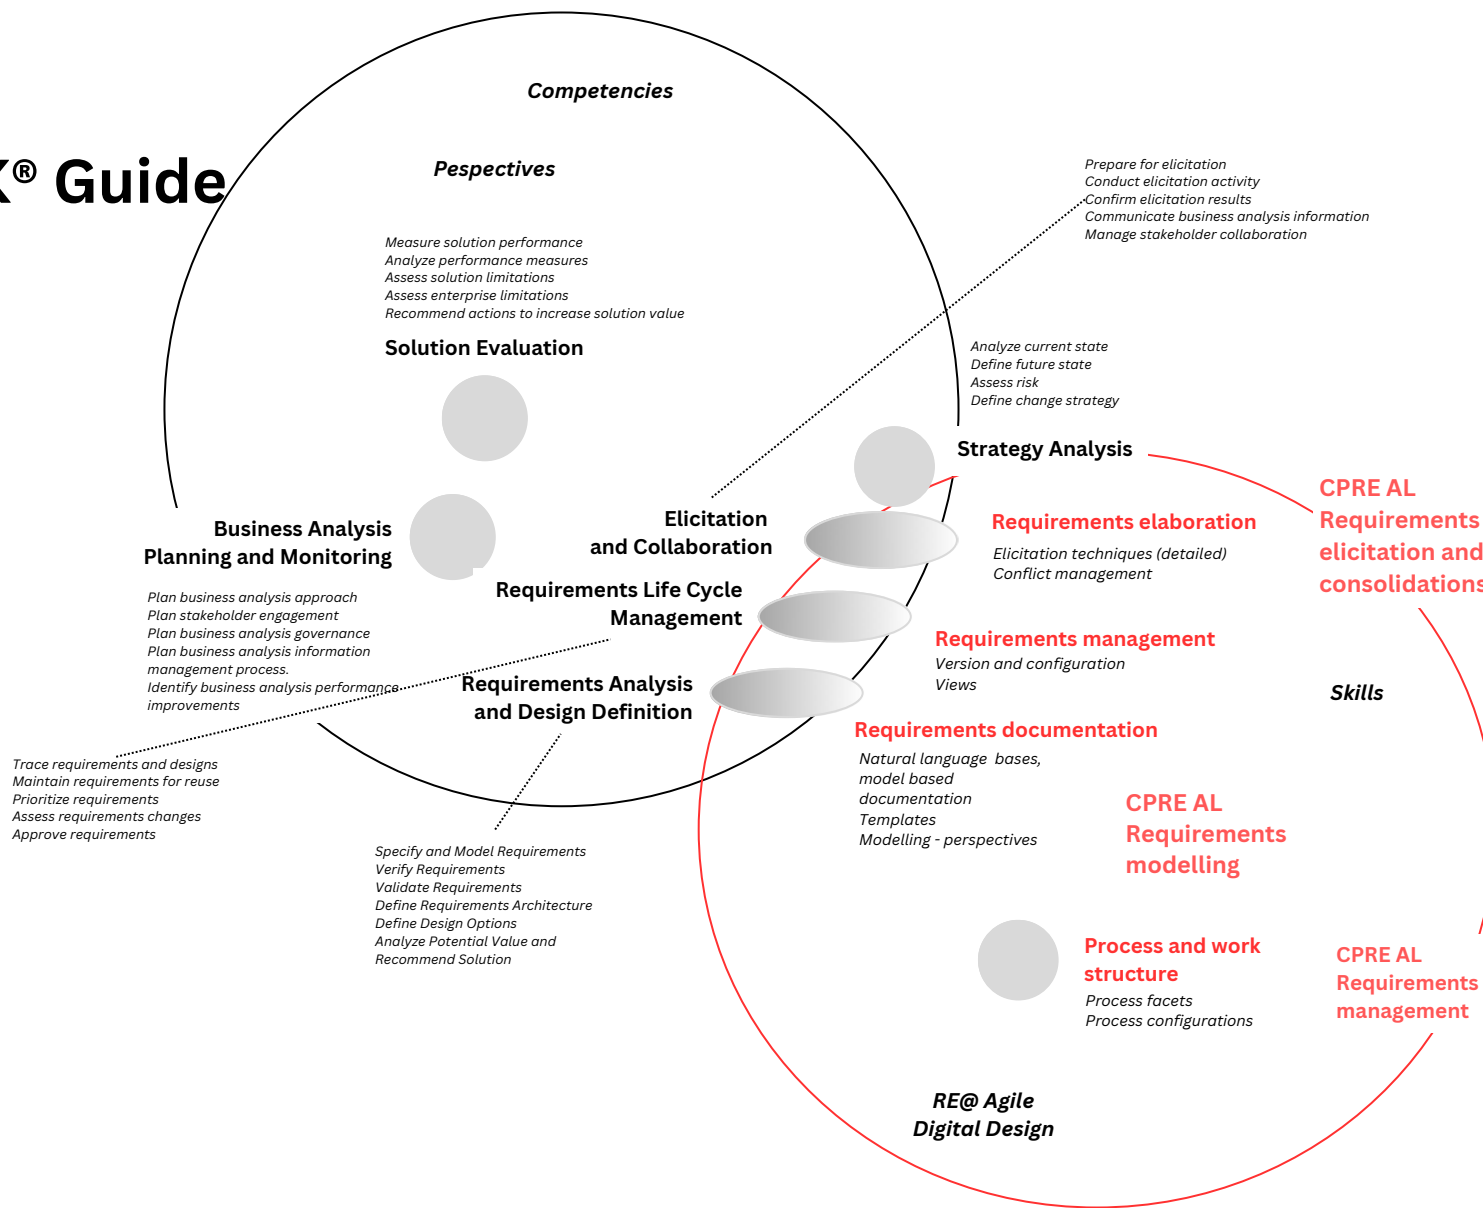 Competencies
K® Guide
Pespectives
Prepare for elicitation
Conduct elicitation activity
Confirm elicitation results
Communicate business analysis information
Manage stakeholder collaboration
Measure solution performance
Analyze performance measures
Assess solution limitations
Assess enterprise limitations
Recommend actions to increase solution value
Solution Evaluation
Analyze current state
Define future state
Assess risk
Define change strategy
Strategy Analysis
CPRE AL
Requirements
elicitation and
consolidations
Elicitation
and Collaboration
Requirements elaboration
Elicitation techniques (detailed)
Conflict management
Business Analysis
Planning and Monitoring
Plan business analysis approach
Plan stakeholder engagement
Plan business analysis governance
Plan business analysis information
management process.
Identify business analysis performance
improvements
Requirements Life Cycle
Management
Requirements management
Version and configuration
Views
Skills
Requirements Analysis
and Design Definition
Requirements documentation
Natural language  bases,
model based
documentation
Templates
Modelling - perspectives
CPRE AL
Requirements
modelling
Trace requirements and designs
Maintain requirements for reuse
Prioritize requirements
Assess requirements changes
Approve requirements
Specify and Model Requirements
Verify Requirements
Validate Requirements
Define Requirements Architecture
Define Design Options
Analyze Potential Value and
Recommend Solution
Process and work
structure
Process facets
Process configurations
CPRE AL
Requirements
management
RE@ Agile
Digital Design